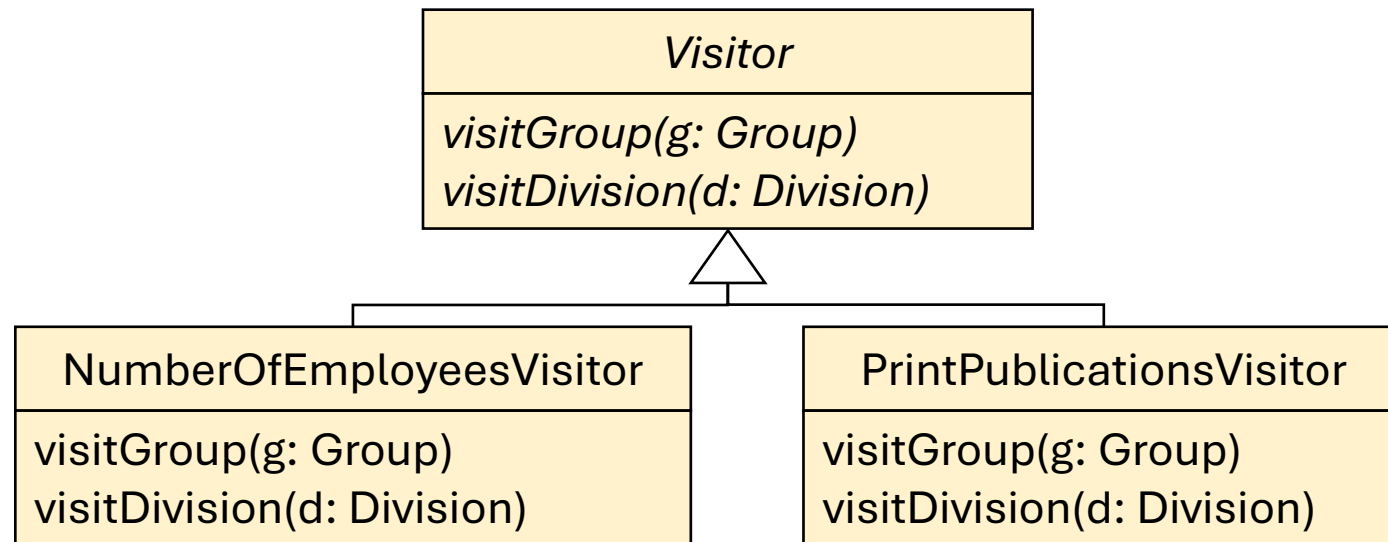 Visitor
visitGroup(g: Group)
visitDivision(d: Division)
NumberOfEmployeesVisitor
visitGroup(g: Group)
visitDivision(d: Division)
PrintPublicationsVisitor
visitGroup(g: Group)
visitDivision(d: Division)